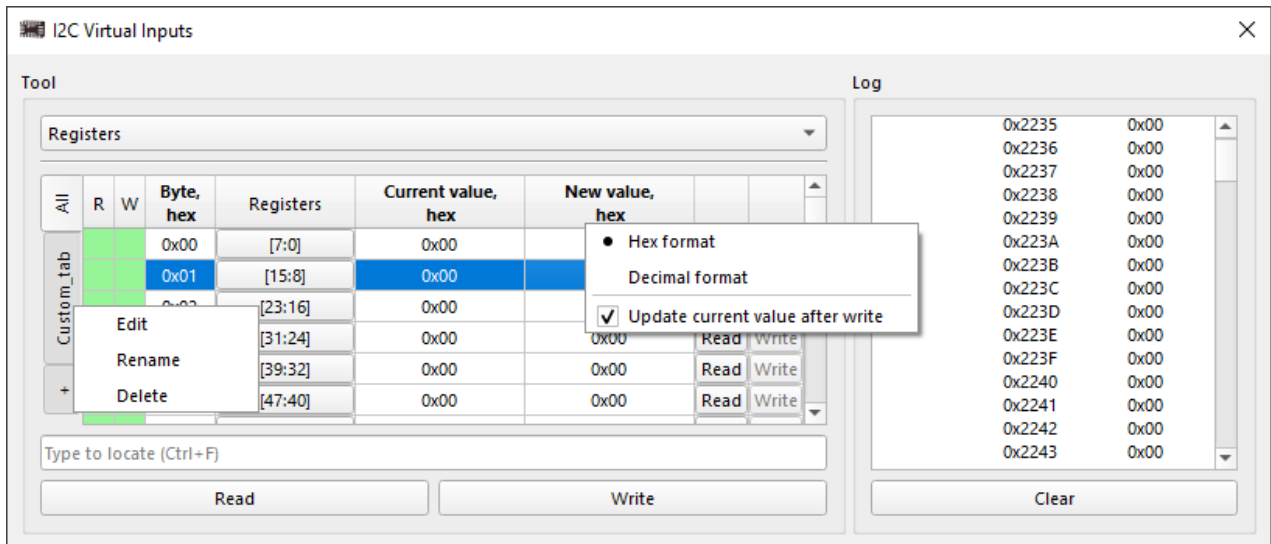 I2C Virtual Inputs
Tool
Registers
All
Custom_tab
+
R W Byte, hex Registers Current value, hex New value, hex
0x00 [7:0] 0x00
0x01 [15:8] 0x00
[23:16] 0x00
[31:24] 0x00 0x00 Read Write
[39:32] 0x00 0x00 Read Write
[47:40] 0x00 0x00 Read Write
Edit
Rename
Delete
Hex format
Decimal format
Update current value after write
Type to locate (Ctrl+F)
Read Write
Log
0x2235 0x00
0x2236 0x00
0x2237 0x00
0x2238 0x00
0x2239 0x00
0x223A 0x00
0x223B 0x00
0x223C 0x00
0x223D 0x00
0x223E 0x00
0x223F 0x00
0x2240 0x00
0x2241 0x00
0x2242 0x00
0x2243 0x00
Clear